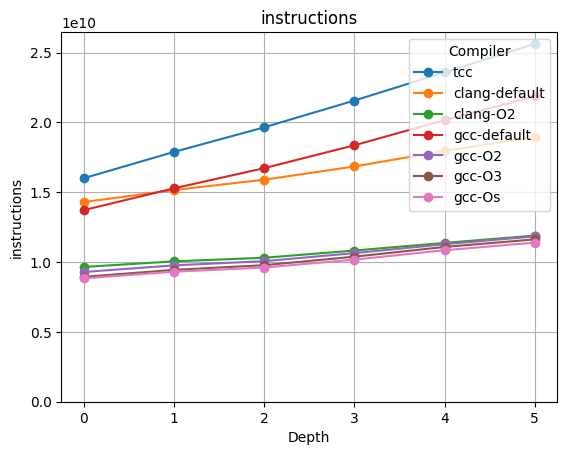 instructions
1e10
2.5
2.0
1.5
1.0
0.5
0.0
instructions
0 1 2 3 4 5
Depth
Compiler
tcc
clang-default
clang-O2
gcc-default
gcc-O2
gcc-O3
gcc-Os